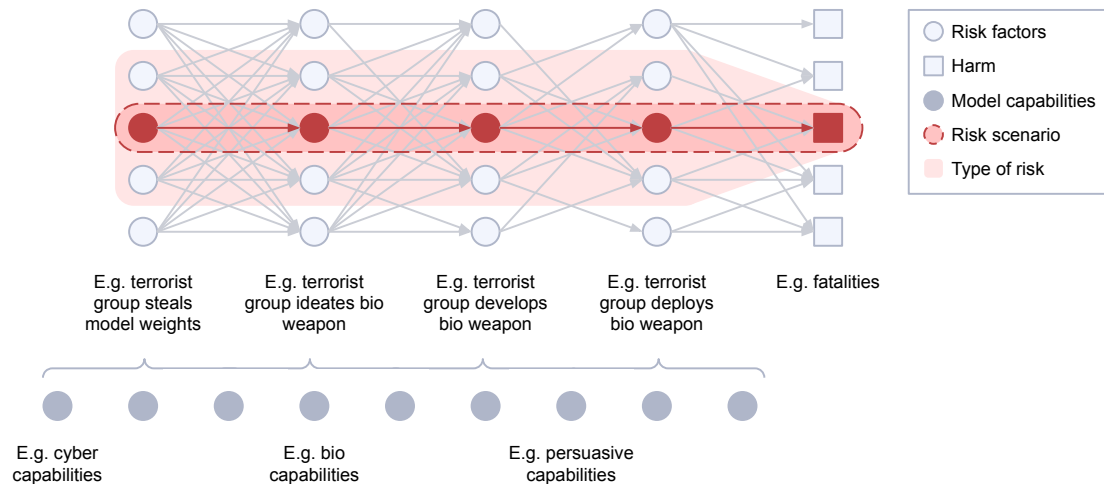 Risk factors
Harm
Model capabilities
Risk scenario
Type of risk
E.g. terrorist
group steals
model weights
E.g. terrorist
group ideates bio
weapon
E.g. terrorist
group develops
bio weapon
E.g. terrorist
group deploys
bio weapon
E.g. fatalities
E.g. cyber
capabilities
E.g. bio
capabilities
E.g. persuasive
capabilities